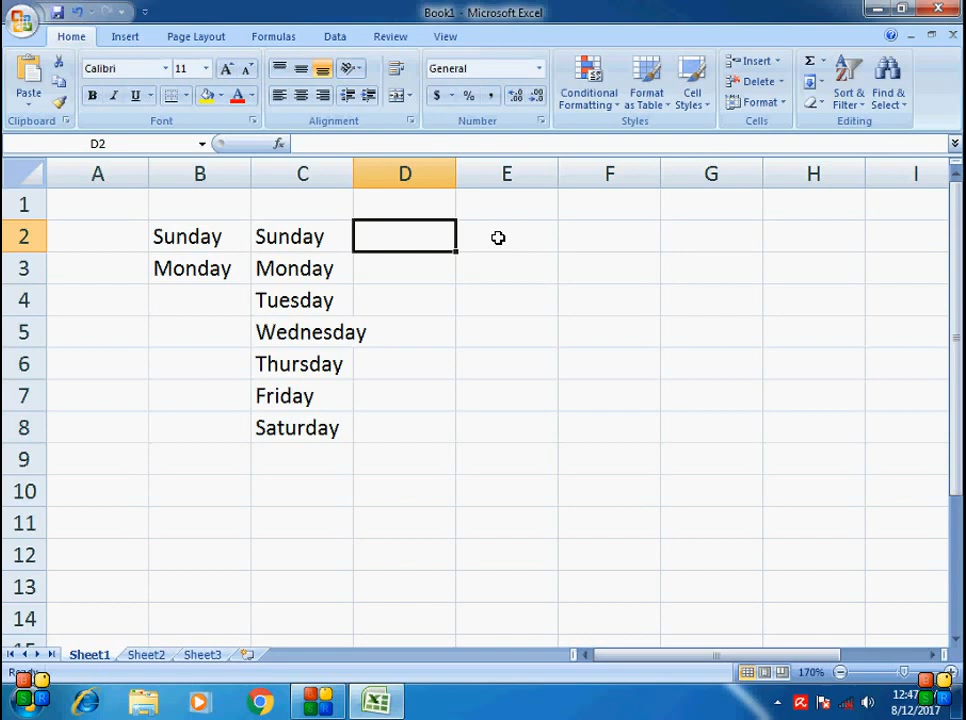 Book1 - Microsoft Excel
Home Insert Page Layout Formulas Data Review View
Paste
Calibri 11
B I U
A A
A
General
$ % ,
Conditional Formatting
Format as Table
Cell Styles
Insert
Delete
Format
Σ
Sort & Filter
Find & Select
Clipboard Font Alignment Number Styles Cells Editing
D2 fx
A B C D E F G H I
1
2 Sunday Sunday
3 Monday Monday
4 Tuesday
5 Wednesday
6 Thursday
7 Friday
8 Saturday
9
10
11
12
13
14
Sheet1 Sheet2 Sheet3
170%
12:47
8/12/2017